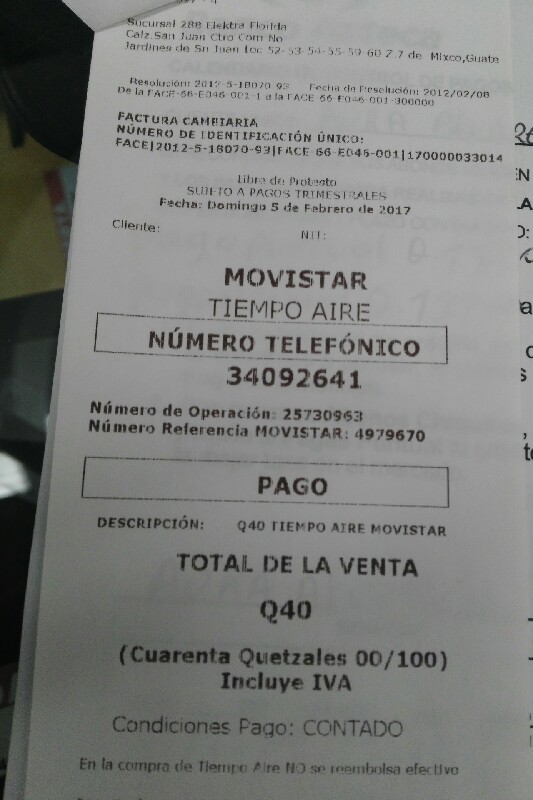 Sucursal 288 Elektra Florida
Calz.San Juan Ctro Com No
Jardines de Sn Juan Loc 52-53-54-55-59 60 Z.7 de Mixco,Guate
Resolución: 2012-5-18070-93 Fecha de Resolución: 2012/02/08
De la FACE-66-E046-001-1 a la FACE-66-E046-001-300000
FACTURA CAMBIARIA
NÚMERO DE IDENTIFICACIÓN ÚNICO:
FACE|2012-5-18070-93|FACE-66-E046-001|170000033014
Libre de Protesto
SUJETO A PAGOS TRIMESTRALES
Fecha: Domingo 5 de Febrero de 2017
Cliente: NIT:
MOVISTAR
TIEMPO AIRE
NÚMERO TELEFÓNICO
34092641
Número de Operación: 25730963
Número Referencia MOVISTAR: 4979670
PAGO
DESCRIPCIÓN: Q40 TIEMPO AIRE MOVISTAR
TOTAL DE LA VENTA
Q40
(Cuarenta Quetzales 00/100)
Incluye IVA
Condiciones Pago: CONTADO
En la compra de Tiempo Aire NO se reembolsa efectivo